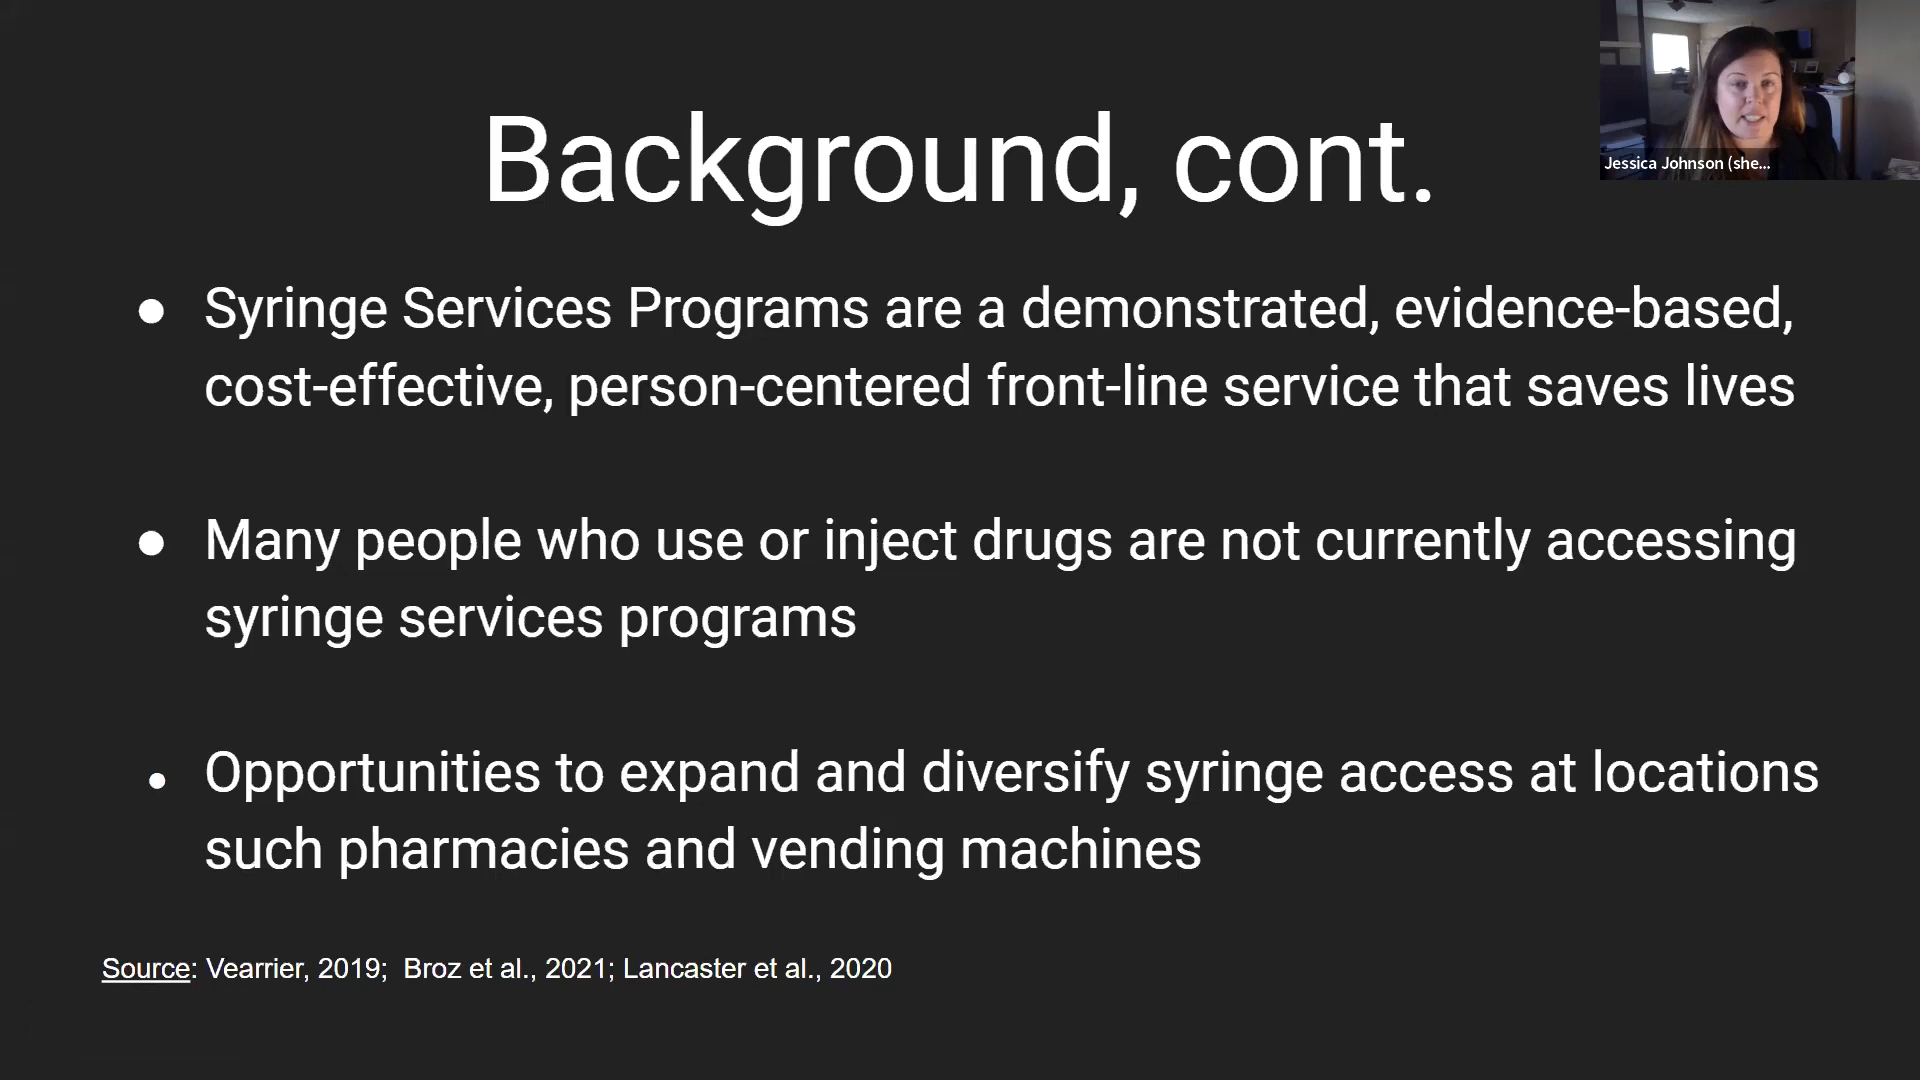 Background, cont.
Jessica Johnson (she...
● Syringe Services Programs are a demonstrated, evidence-based,
cost-effective, person-centered front-line service that saves lives
● Many people who use or inject drugs are not currently accessing
syringe services programs
● Opportunities to expand and diversify syringe access at locations
such pharmacies and vending machines
Source: Vearrier, 2019;  Broz et al., 2021; Lancaster et al., 2020